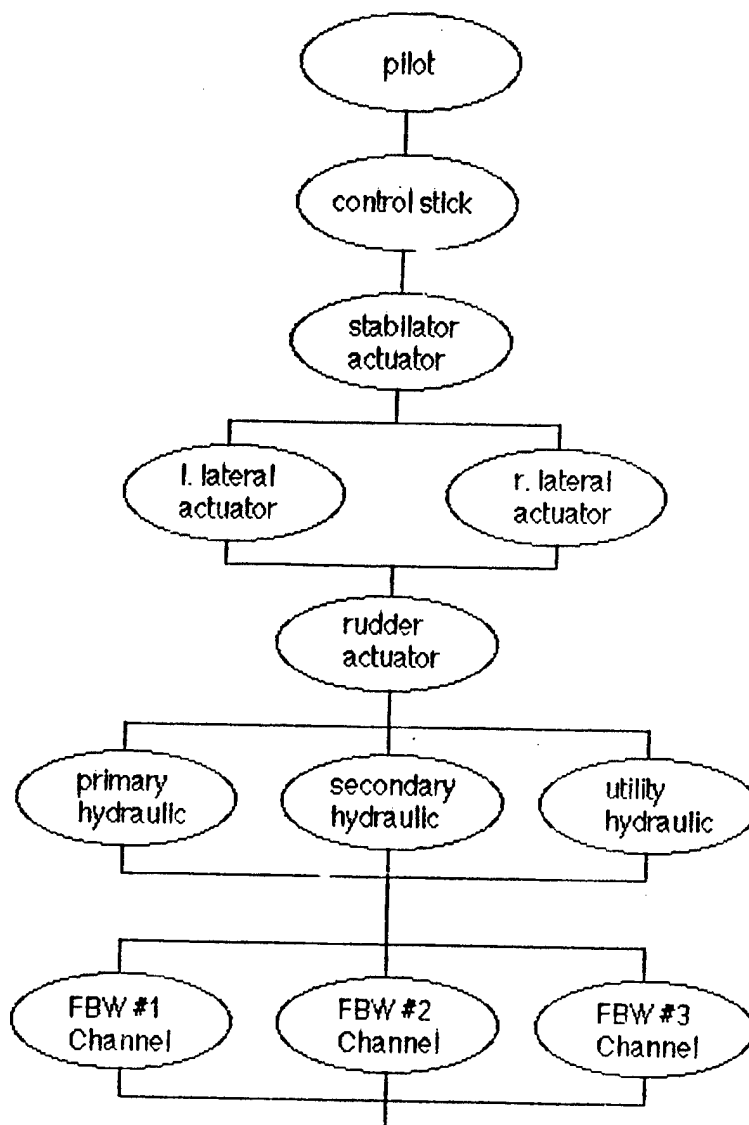 pilot
control stick
stabilator
actuator
l. lateral
actuator
r. lateral
actuator
rudder
actuator
primary
hydraulic
secondary
hydraulic
utility
hydraulic
FBW #1
Channel
FBW #2
Channel
FBW #3
Channel